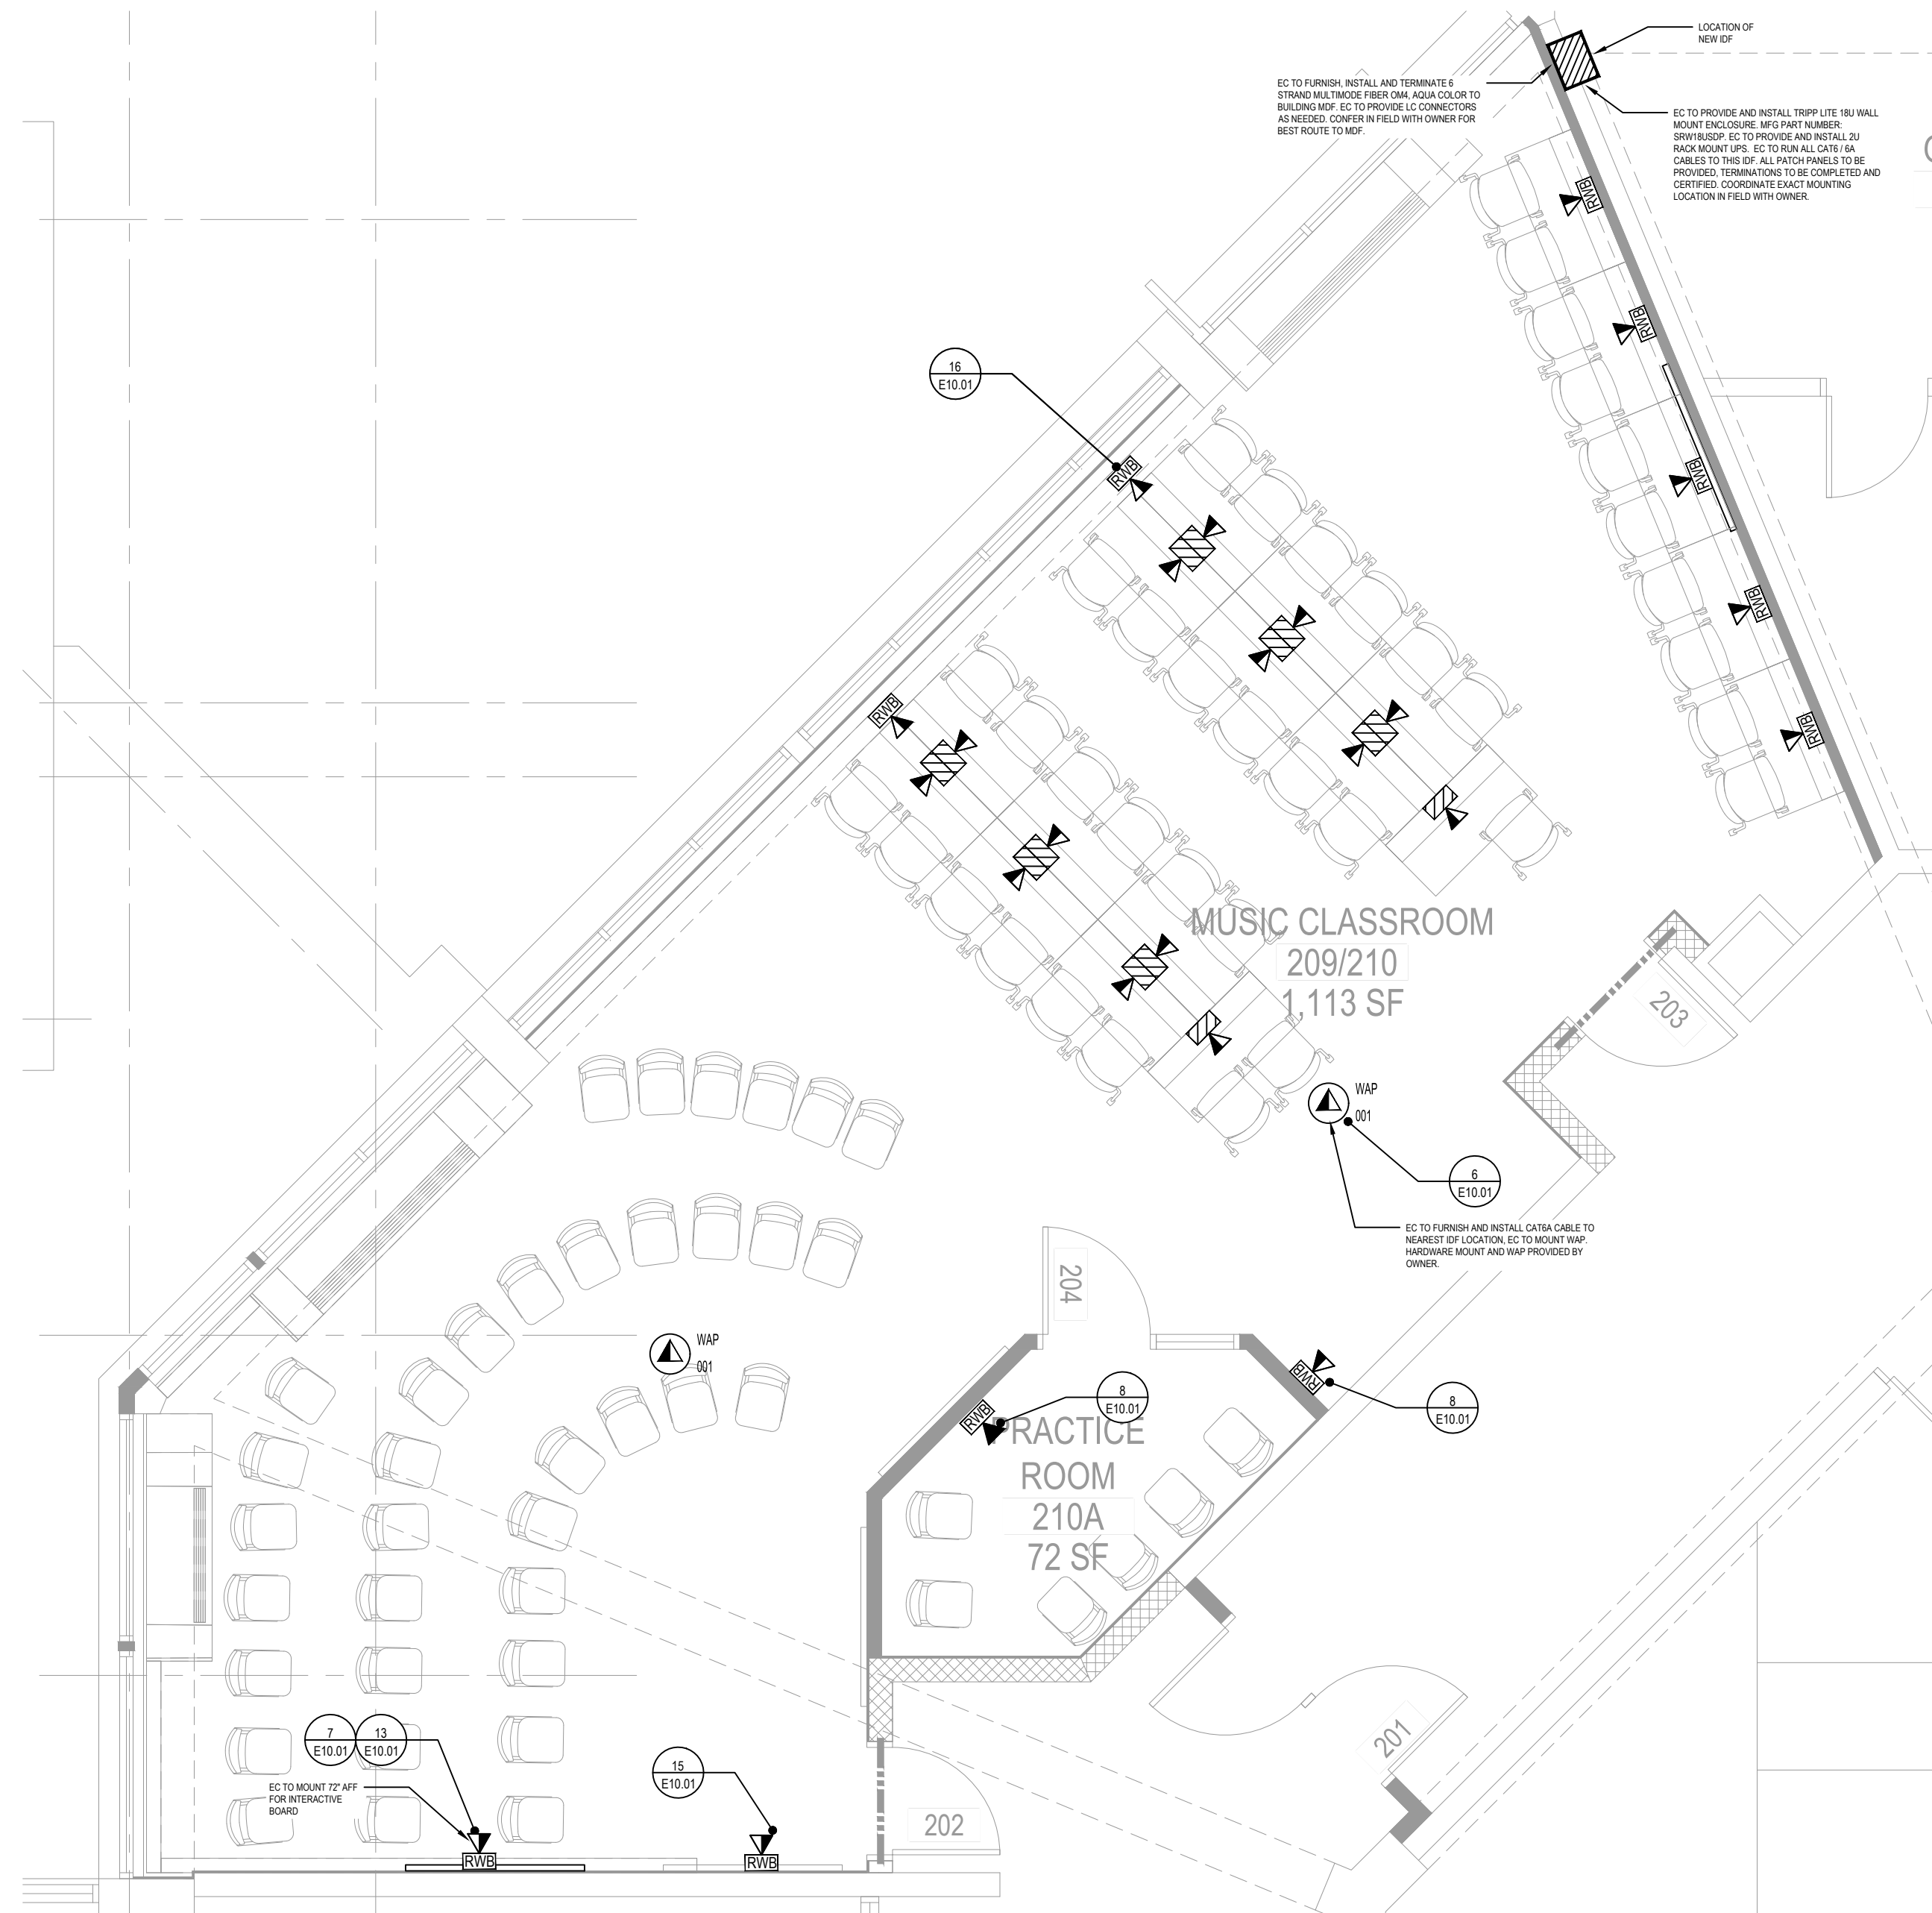 LOCATION OF
NEW IDF
EC TO FURNISH, INSTALL AND TERMINATE 6
STRAND MULTIMODE FIBER OM4, AQUA COLOR TO
BUILDING MDF. EC TO PROVIDE LC CONNECTORS
AS NEEDED. CONFER IN FIELD WITH OWNER FOR
BEST ROUTE TO MDF.
EC TO PROVIDE AND INSTALL TRIPP LITE 18U WALL
MOUNT ENCLOSURE. MFG PART NUMBER:
SRW18USDP. EC TO PROVIDE AND INSTALL 2U
RACK MOUNT UPS.  EC TO RUN ALL CAT6 / 6A
CABLES TO THIS IDF. ALL PATCH PANELS TO BE
PROVIDED, TERMINATIONS TO BE COMPLETED AND
CERTIFIED. COORDINATE EXACT MOUNTING
LOCATION IN FIELD WITH OWNER.
RWB
RWB
16
E10.01
RWB
RWB
RWB
RWB
RWB
MUSIC CLASSROOM
209/210
1,113 SF
203
WAP
001
6
E10.01
EC TO FURNISH AND INSTALL CAT6A CABLE TO
NEAREST IDF LOCATION, EC TO MOUNT WAP.
HARDWARE MOUNT AND WAP PROVIDED BY
OWNER.
204
WAP
001
RWB
8
E10.01
8
E10.01
RWB
PRACTICE
ROOM
210A
72 SF
201
7
E10.01
13
E10.01
15
E10.01
EC TO MOUNT 72" AFF
FOR INTERACTIVE
BOARD
202
RWB
RWB